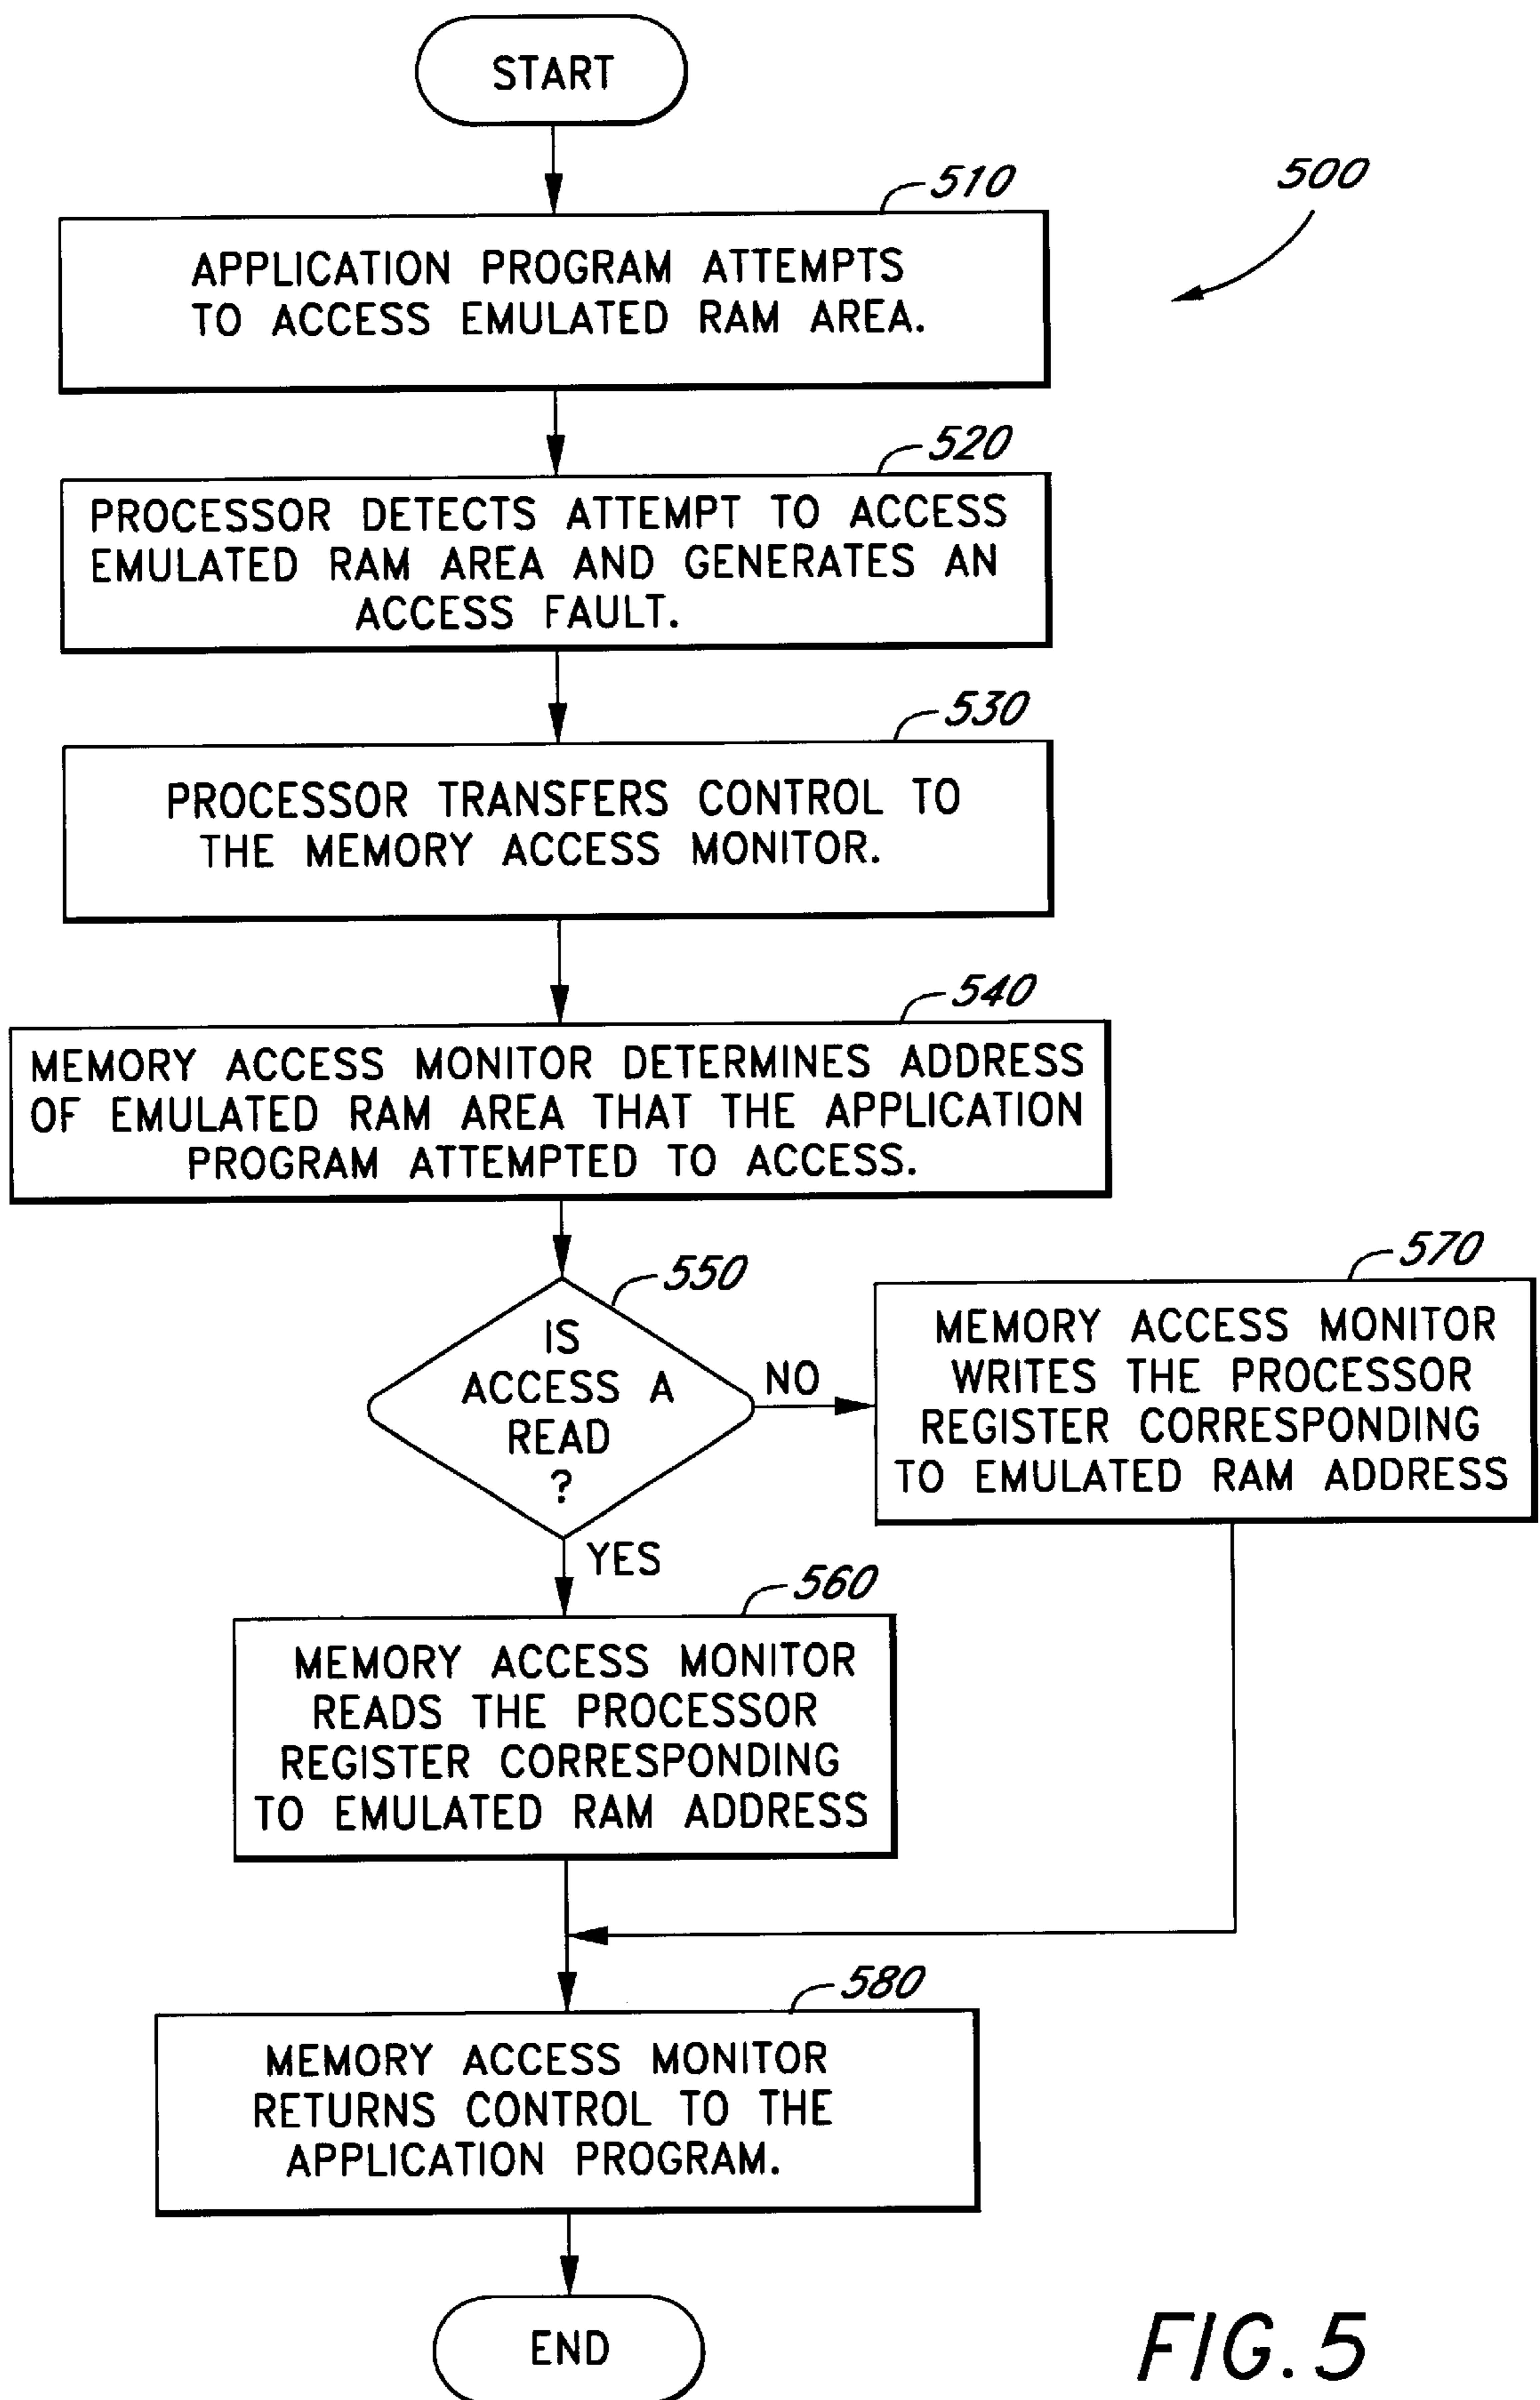 START
510
500
APPLICATION PROGRAM ATTEMPTS
TO ACCESS EMULATED RAM AREA.
520
PROCESSOR DETECTS ATTEMPT TO ACCESS
EMULATED RAM AREA AND GENERATES AN
ACCESS FAULT.
530
PROCESSOR TRANSFERS CONTROL TO
THE MEMORY ACCESS MONITOR.
540
MEMORY ACCESS MONITOR DETERMINES ADDRESS
OF EMULATED RAM AREA THAT THE APPLICATION
PROGRAM ATTEMPTED TO ACCESS.
550
IS
ACCESS A
READ
?
NO
570
MEMORY ACCESS MONITOR
WRITES THE PROCESSOR
REGISTER CORRESPONDING
TO EMULATED RAM ADDRESS
YES
560
MEMORY ACCESS MONITOR
READS THE PROCESSOR
REGISTER CORRESPONDING
TO EMULATED RAM ADDRESS
580
MEMORY ACCESS MONITOR
RETURNS CONTROL TO THE
APPLICATION PROGRAM.
END
FIG. 5